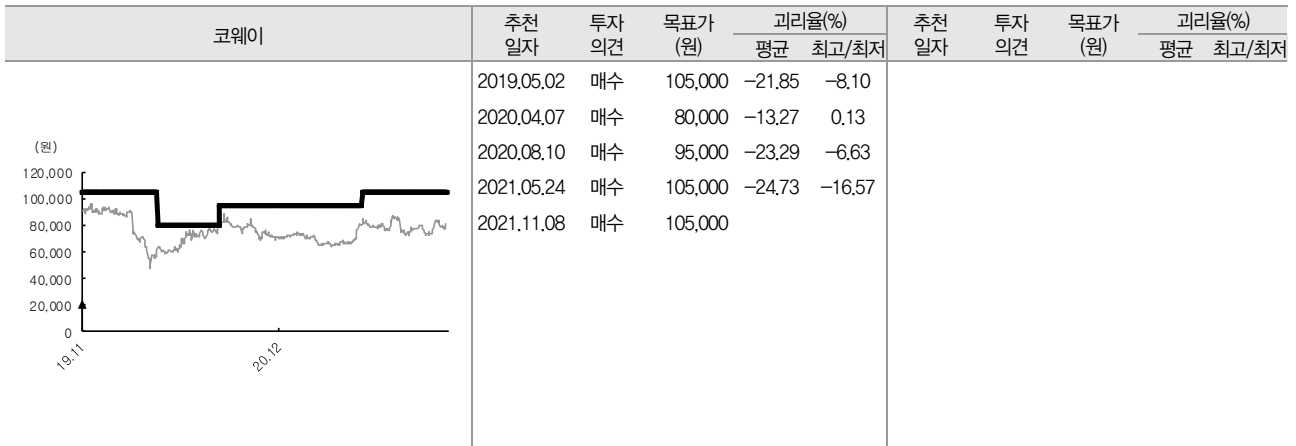 코웨이
추천
일자
투자
의견
목표가
(원)
괴리율(%)
평균 최고/최저
추천
일자
투자
의견
목표가
(원)
괴리율(%)
평균 최고/최저
2019.05.02 매수 105,000 -21.85 -8.10
2020.04.07 매수 80,000 -13.27 0.13
2020.08.10 매수 95,000 -23.29 -6.63
2021.05.24 매수 105,000 -24.73 -16.57
2021.11.08 매수 105,000
(원)
120,000
100,000
80,000
60,000
40,000
20,000
0
19.11
20.12